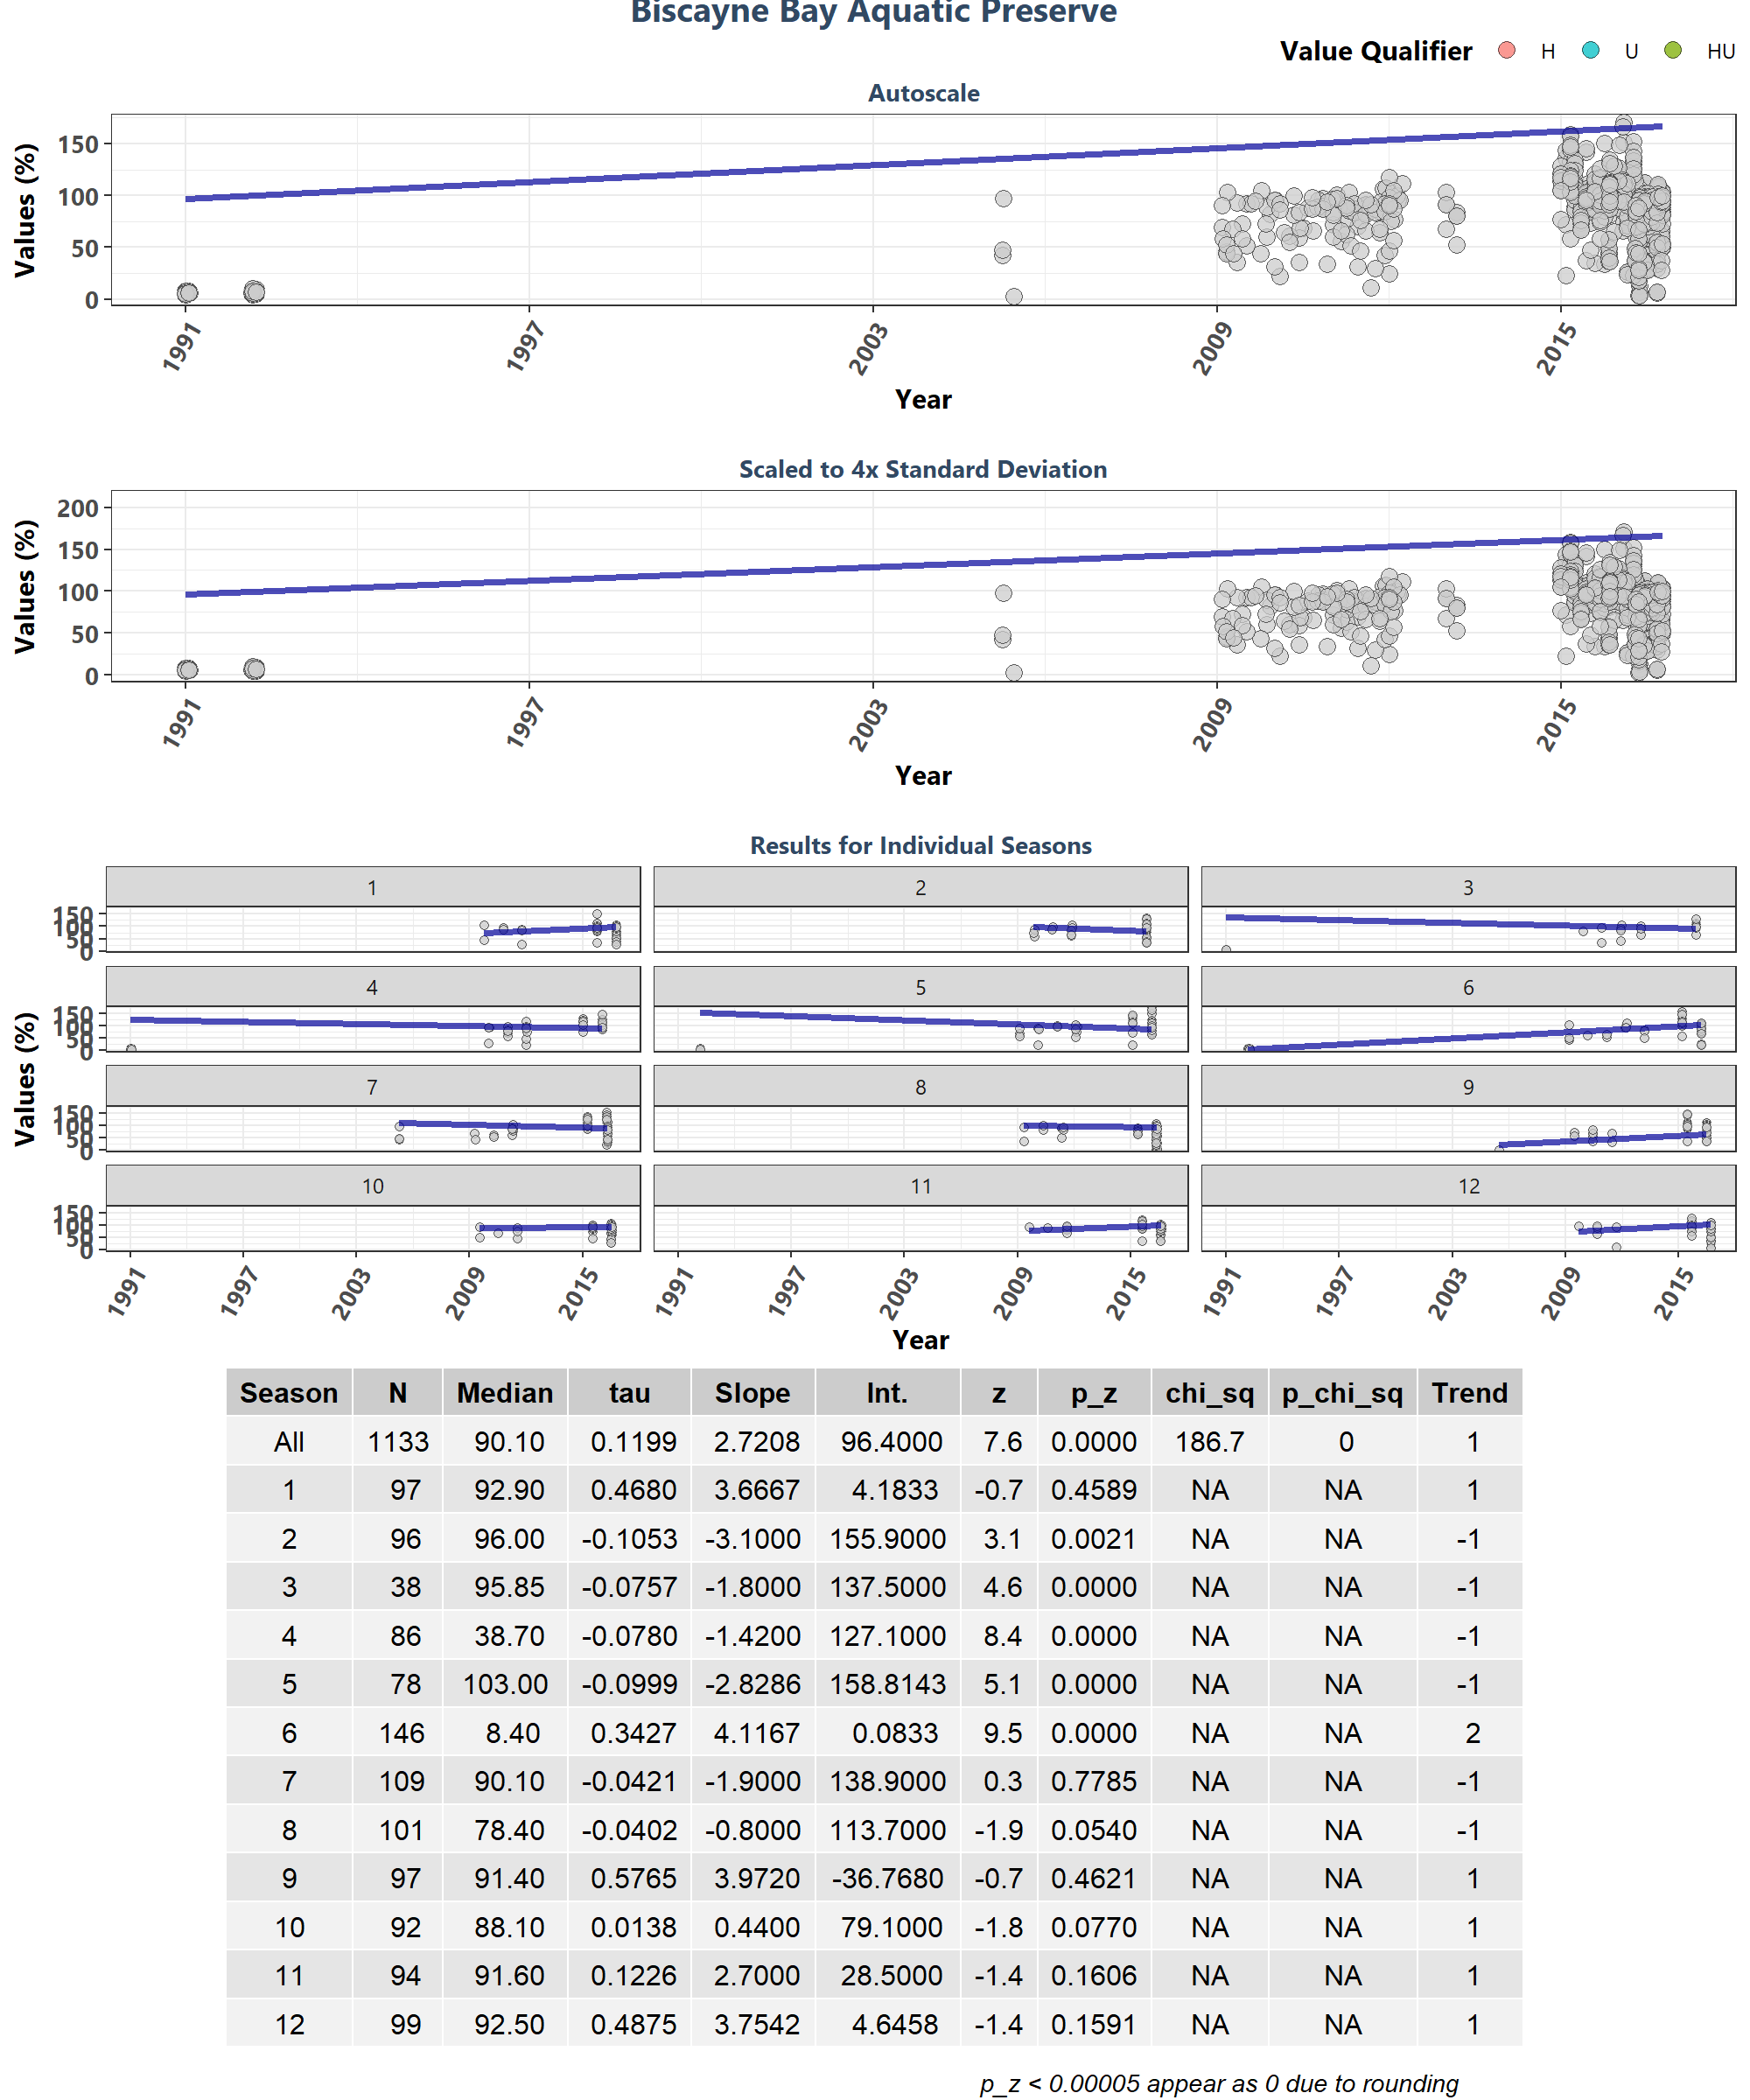 Biscayne Bay Aquatic Preserve
Value Qualifier H U HU
Autoscale
Values (%)
150
100
50
0
1991 1997 2003 2009 2015
Year
Scaled to 4x Standard Deviation
Values (%)
200
150
100
50
0
1991 1997 2003 2009 2015
Year
Results for Individual Seasons
Values (%)
1 2 3
150
100
50
0
4 5 6
150
100
50
0
7 8 9
150
100
50
0
10 11 12
150
100
50
0
1991 1997 2003 2009 2015 1991 1997 2003 2009 2015 1991 1997 2003 2009 2015
Year
Season N Median tau Slope Int. z p_z chi_sq p_chi_sq Trend
All 1133 90.10 0.1199 2.7208 96.4000 7.6 0.0000 186.7 0 1
1 97 92.90 0.4680 3.6667 4.1833 -0.7 0.4589 NA NA 1
2 96 96.00 -0.1053 -3.1000 155.9000 3.1 0.0021 NA NA -1
3 38 95.85 -0.0757 -1.8000 137.5000 4.6 0.0000 NA NA -1
4 86 38.70 -0.0780 -1.4200 127.1000 8.4 0.0000 NA NA -1
5 78 103.00 -0.0999 -2.8286 158.8143 5.1 0.0000 NA NA -1
6 146 8.40 0.3427 4.1167 0.0833 9.5 0.0000 NA NA 2
7 109 90.10 -0.0421 -1.9000 138.9000 0.3 0.7785 NA NA -1
8 101 78.40 -0.0402 -0.8000 113.7000 -1.9 0.0540 NA NA -1
9 97 91.40 0.5765 3.9720 -36.7680 -0.7 0.4621 NA NA 1
10 92 88.10 0.0138 0.4400 79.1000 -1.8 0.0770 NA NA 1
11 94 91.60 0.1226 2.7000 28.5000 -1.4 0.1606 NA NA 1
12 99 92.50 0.4875 3.7542 4.6458 -1.4 0.1591 NA NA 1
p_z < 0.00005 appear as 0 due to rounding